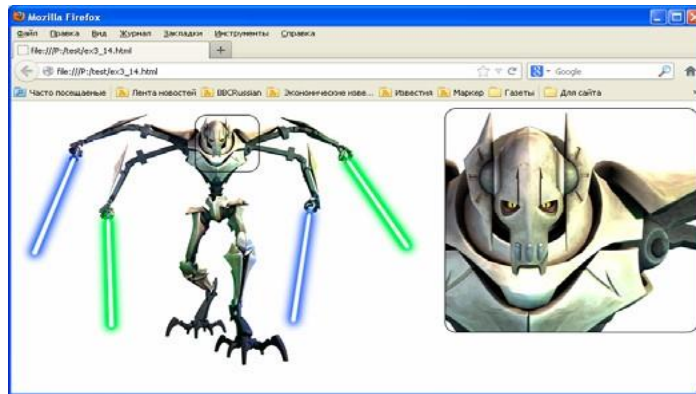 Mozilla Firefox
Файл Правка Вид Журнал Закладки Инструменты Справка
file:///P:/test/ex3_14.html +
file:///P:/test/ex3_14.html Google
Часто посещаемые Лента новостей BBCRussian Экономические нове... Известия Маркер Газеты Для сайта